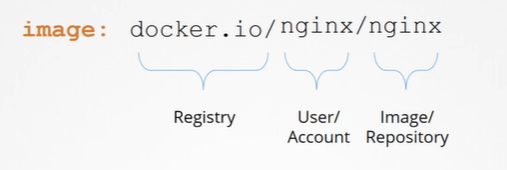 image: docker.io/nginx/nginx
Registry
User/
Account
Image/
Repository